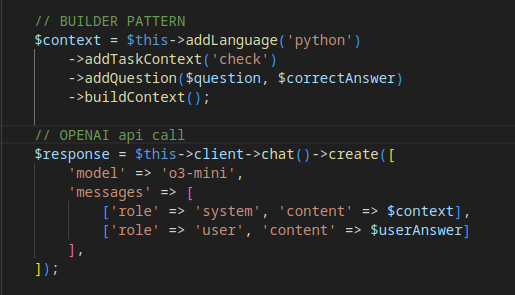 // BUILDER PATTERN
$context = $this->addLanguage('python')
    ->addTaskContext('check')
    ->addQuestion($question, $correctAnswer)
    ->buildContext();
// OPENAI api call
$response = $this->client->chat()->create([
    'model' => 'o3-mini',
    'messages' => [
        ['role' => 'system', 'content' => $context],
        ['role' => 'user', 'content' => $userAnswer]
    ],
]);